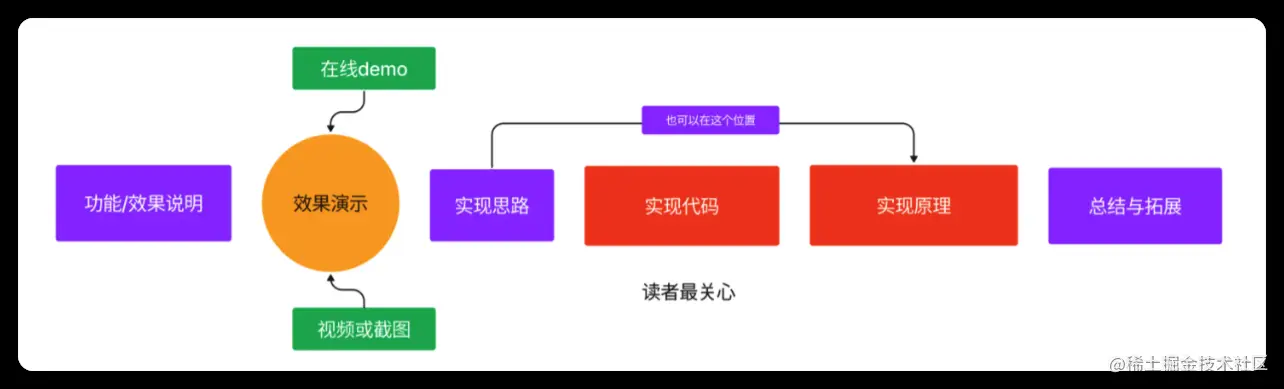 在线demo
也可以在这个位置
功能/效果说明
效果演示
实现思路
实现代码
实现原理
总结与拓展
读者最关心
视频或截图
@稀土掘金技术社区